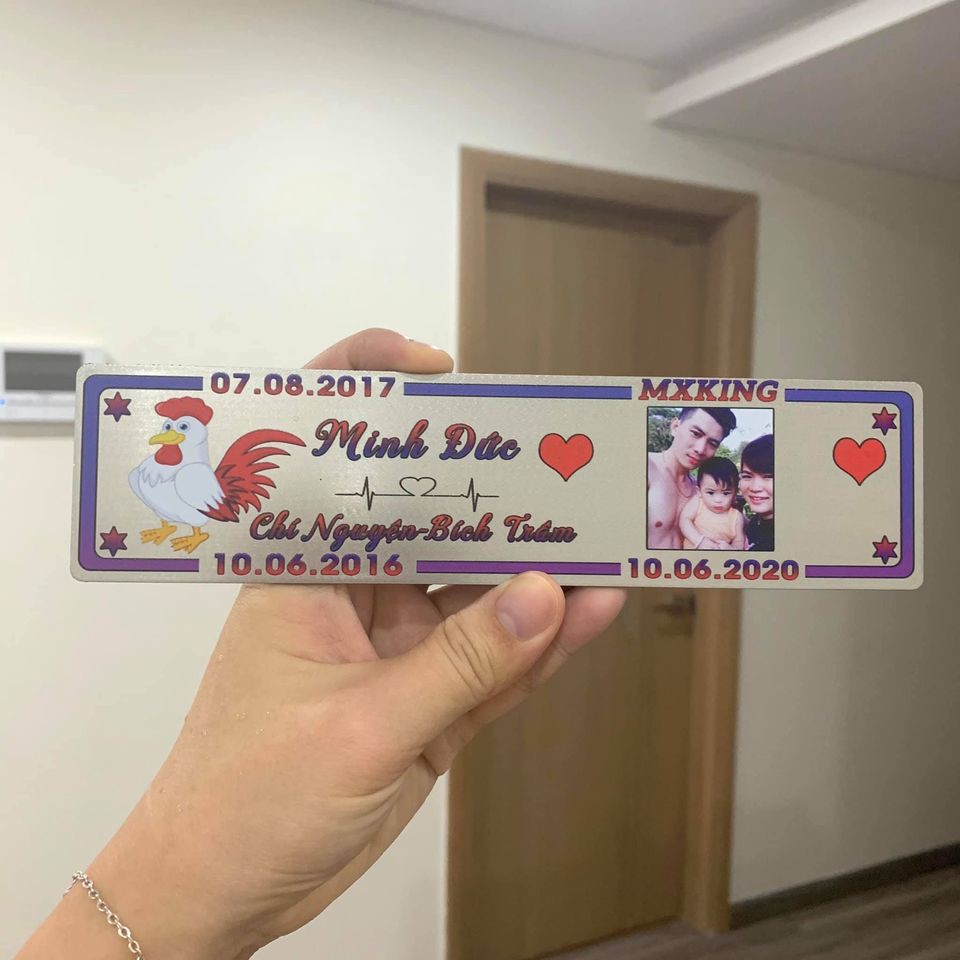 07.08.2017
MXKING
Minh Đức
Chí Nguyện-Bích Trâm
10.06.2016
10.06.2020